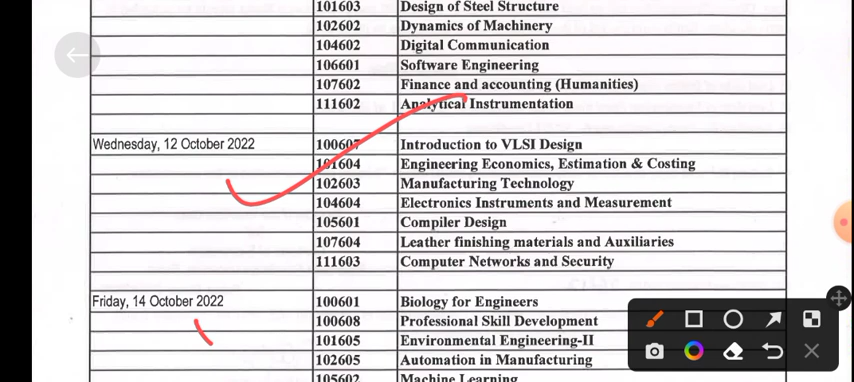 101603 Design of Steel Structure
102602 Dynamics of Machinery
104602 Digital Communication
106601 Software Engineering
107602 Finance and accounting (Humanities)
111602 Analytical Instrumentation
Wednesday, 12 October 2022 100607 Introduction to VLSI Design
101604 Engineering Economics, Estimation & Costing
102603 Manufacturing Technology
104604 Electronics Instruments and Measurement
105601 Compiler Design
107604 Leather finishing materials and Auxiliaries
111603 Computer Networks and Security
Friday, 14 October 2022 100601 Biology for Engineers
100608 Professional Skill Development
101605 Environmental Engineering-II
102605 Automation in Manufacturing
105602 Machine Learning